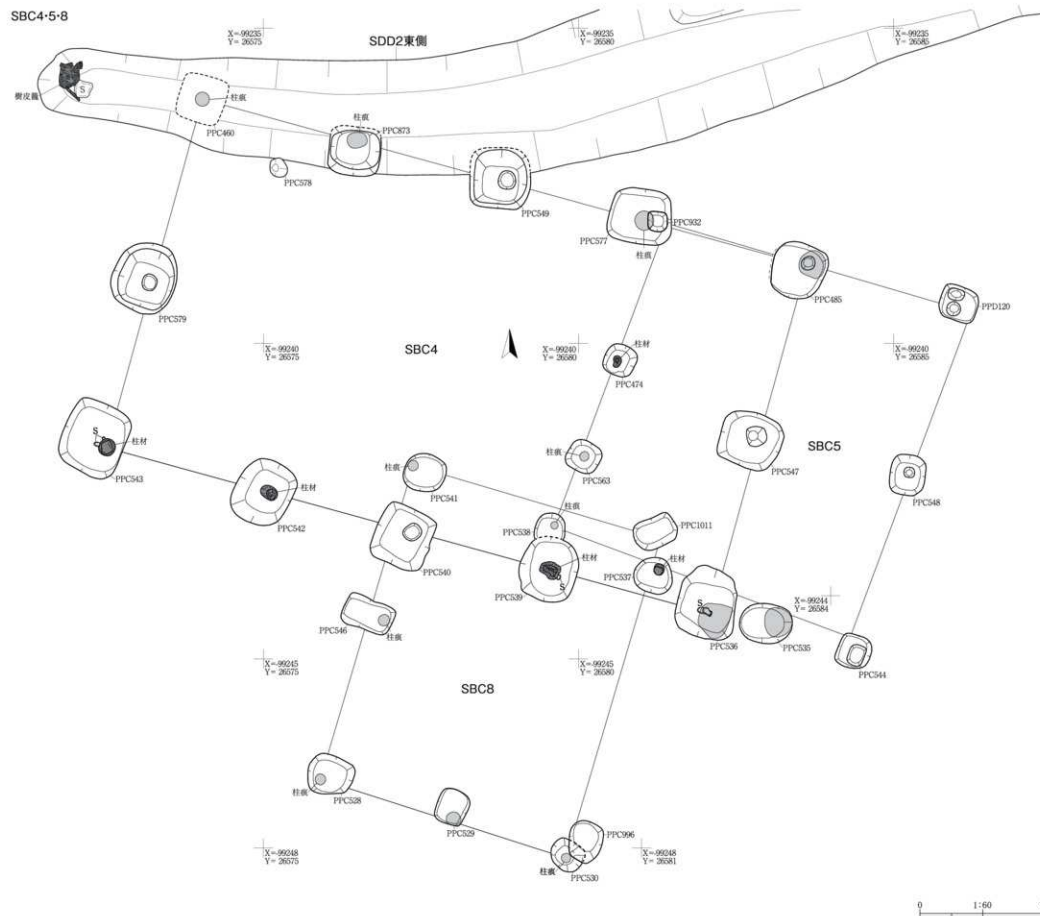 SBC4・5・8
X=-99235
Y= 26575
SDD2東側
X=-99235
Y= 26580
X=-99235
Y= 26585
樹皮籠
S
柱痕
PPC460
柱痕
PPC873
PPC578
PPC549
PPC577
PPC932
柱痕
PPC485
PPD120
PPC579
X=-99240
Y= 26575
SBC4
X=-99240
Y= 26580
柱材
PPC474
X=-99240
Y= 26585
S
柱材
PPC543
柱材
PPC542
柱痕
PPC541
柱痕
PPC563
PPC547
SBC5
PPC548
PPC540
柱痕
PPC538
PPC1011
柱材
PPC539
S
柱材
PPC537
S
PPC536
PPC535
X=-99244
Y= 26584
PPC544
PPC546
柱痕
X=-99245
Y= 26575
SBC8
X=-99245
Y= 26580
柱痕
PPC528
PPC529
PPC996
柱痕
PPC530
X=-99248
Y= 26575
X=-99248
Y= 26581
0
1:60